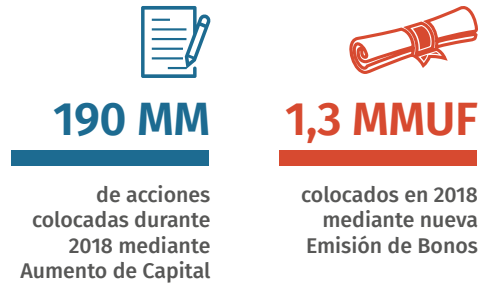 190 MM
de acciones
colocadas durante
2018 mediante
Aumento de Capital
1,3 MMUF
colocados en 2018
mediante nueva
Emisión de Bonos